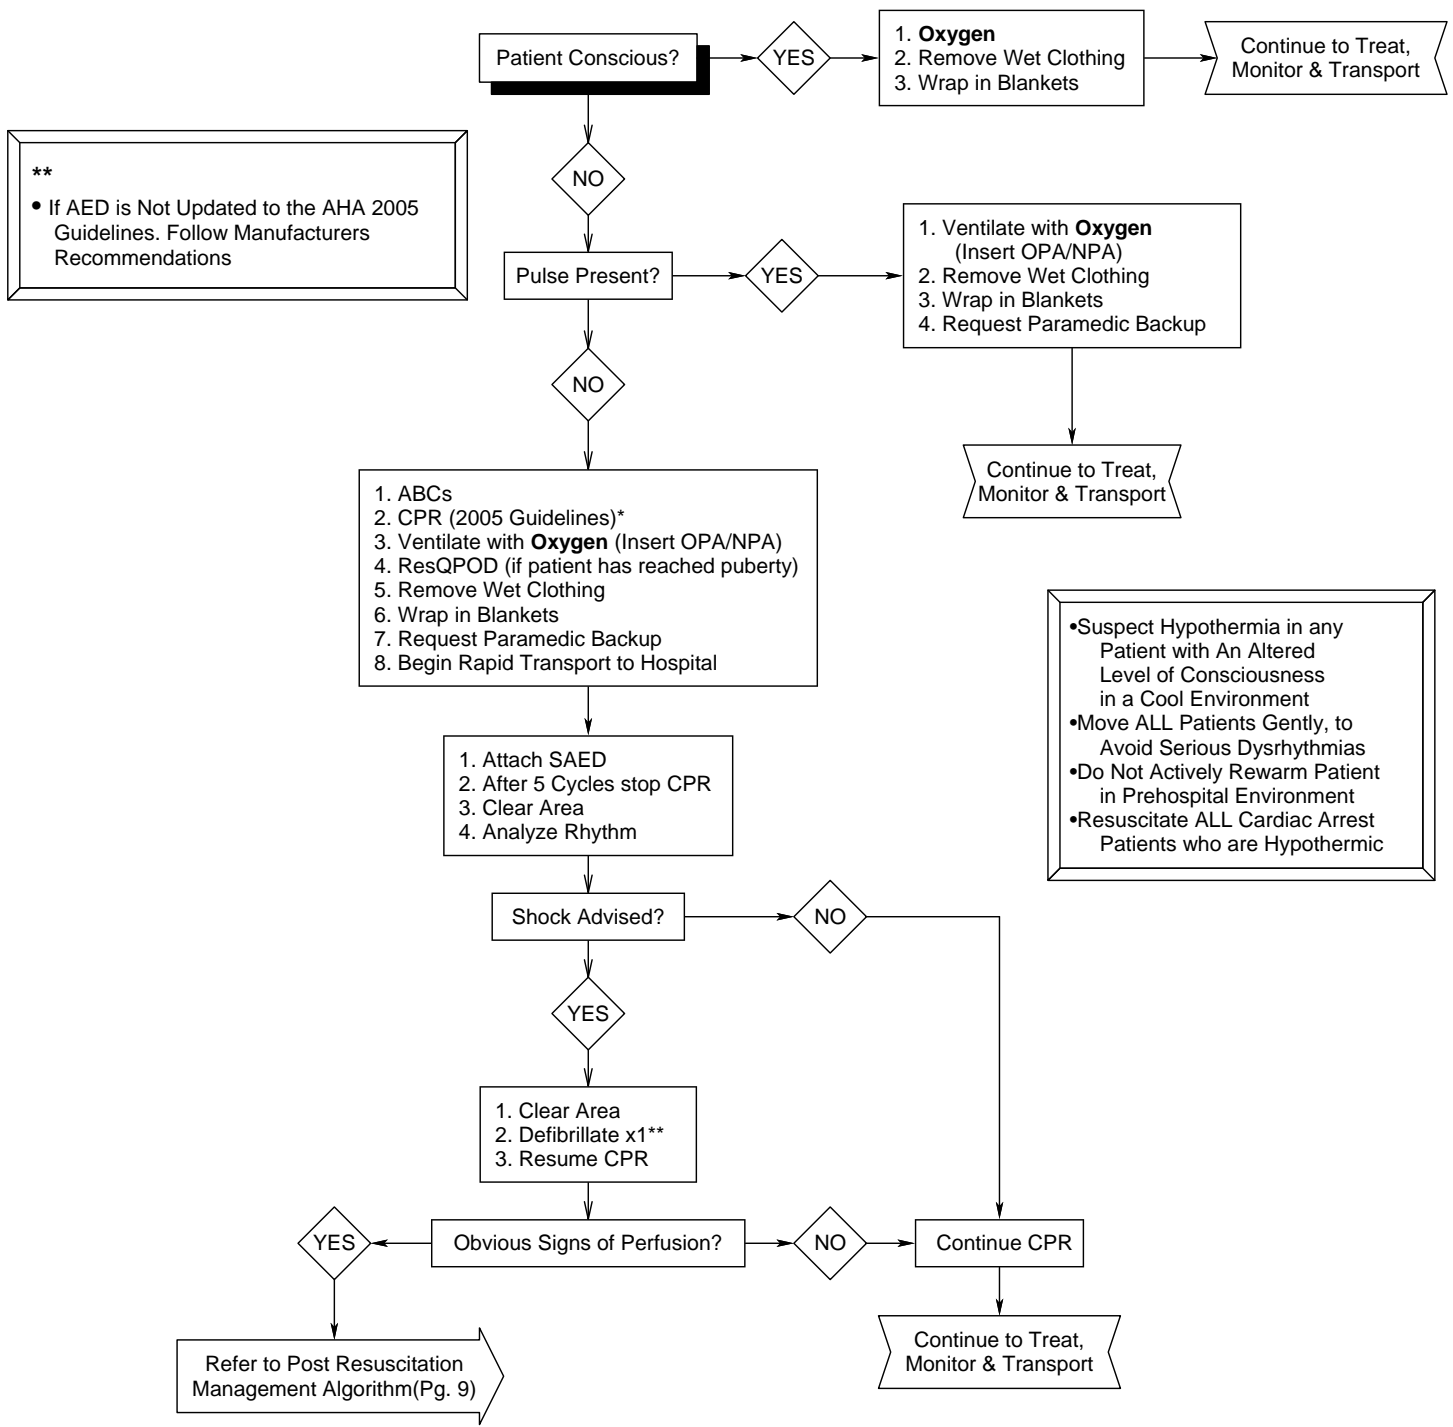 Patient Conscious?
YES
1. Oxygen
2. Remove Wet Clothing
3. Wrap in Blankets
Continue to Treat,
Monitor & Transport
NO
**
• If AED is Not Updated to the AHA 2005
Guidelines. Follow Manufacturers
Recommendations
Pulse Present?
YES
1. Ventilate with Oxygen
(Insert OPA/NPA)
2. Remove Wet Clothing
3. Wrap in Blankets
4. Request Paramedic Backup
Continue to Treat,
Monitor & Transport
NO
1. ABCs
2. CPR (2005 Guidelines)*
3. Ventilate with Oxygen (Insert OPA/NPA)
4. ResQPOD (if patient has reached puberty)
5. Remove Wet Clothing
6. Wrap in Blankets
7. Request Paramedic Backup
8. Begin Rapid Transport to Hospital
•Suspect Hypothermia in any
Patient with An Altered
Level of Consciousness
in a Cool Environment
•Move ALL Patients Gently, to
Avoid Serious Dysrhythmias
•Do Not Actively Rewarm Patient
in Prehospital Environment
•Resuscitate ALL Cardiac Arrest
Patients who are Hypothermic
1. Attach SAED
2. After 5 Cycles stop CPR
3. Clear Area
4. Analyze Rhythm
Shock Advised?
NO
YES
1. Clear Area
2. Defibrillate x1**
3. Resume CPR
YES
Obvious Signs of Perfusion?
NO
Continue CPR
Refer to Post Resuscitation
Management Algorithm(Pg. 9)
Continue to Treat,
Monitor & Transport